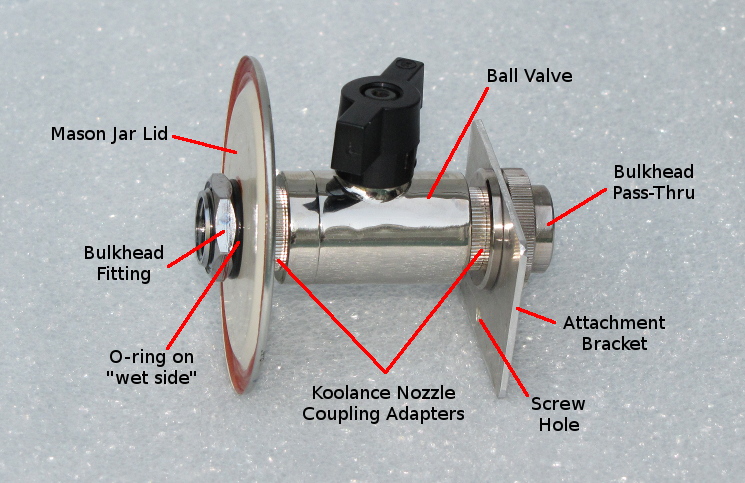 Ball Valve
Mason Jar Lid
Bulkhead
Pass-Thru
Bulkhead
Fitting
Attachment
Bracket
O-ring on
"wet side"
Koolance Nozzle
Coupling Adapters
Screw
Hole